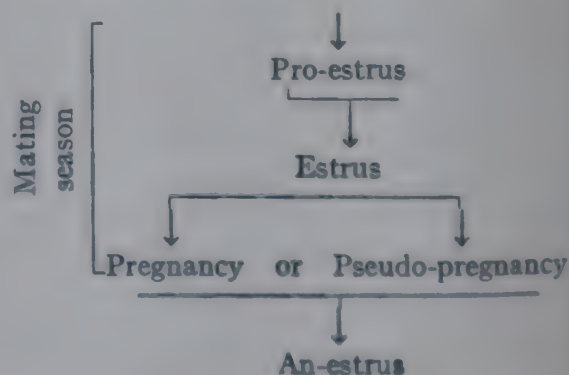 Pro-estrus
Mating
season
Estrus
Pregnancy or Pseudo-pregnancy
An-estrus